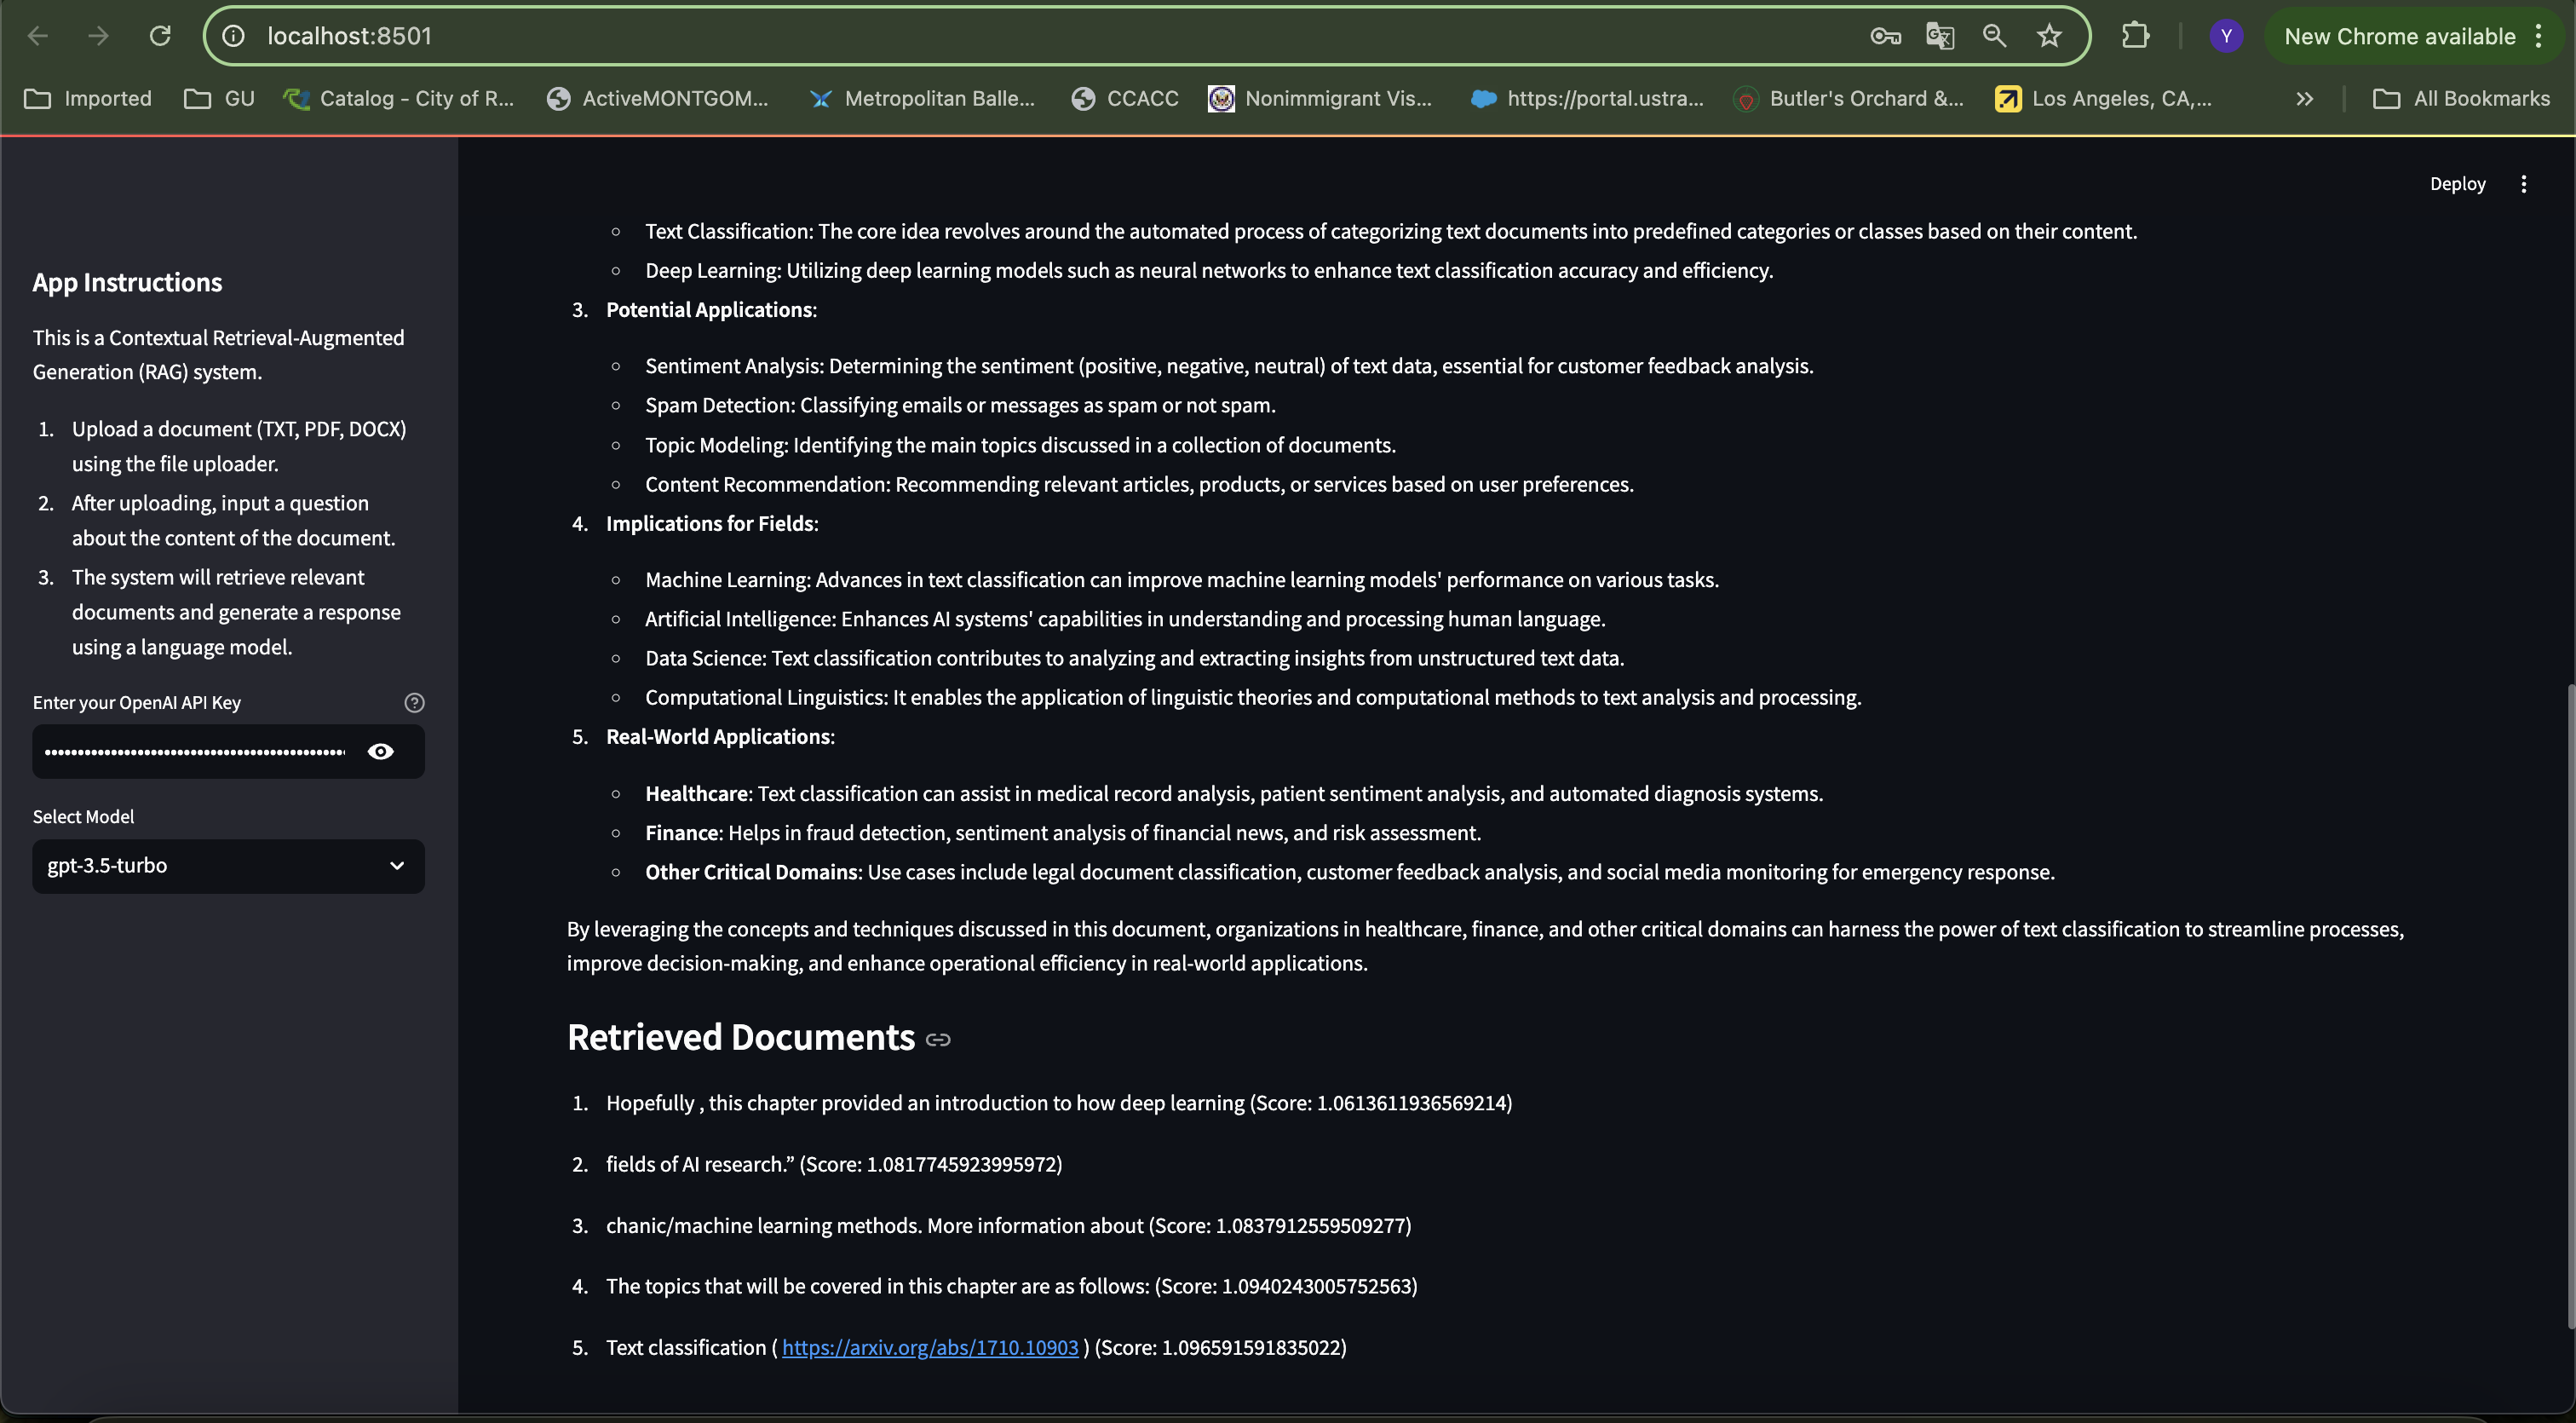 localhost:8501
New Chrome available
Y
Imported
GU
Catalog - City of R...
ActiveMONTGOM...
Metropolitan Balle...
CCACC
Nonimmigrant Vis...
https://portal.ustra...
Butler's Orchard &...
Los Angeles, CA,...
All Bookmarks
Deploy
App Instructions
This is a Contextual Retrieval-Augmented
Generation (RAG) system.
1. Upload a document (TXT, PDF, DOCX)
using the file uploader.
2. After uploading, input a question
about the content of the document.
3. The system will retrieve relevant
documents and generate a response
using a language model.
Enter your OpenAI API Key
Select Model
gpt-3.5-turbo
Text Classification: The core idea revolves around the automated process of categorizing text documents into predefined categories or classes based on their content.
Deep Learning: Utilizing deep learning models such as neural networks to enhance text classification accuracy and efficiency.
3. Potential Applications:
Sentiment Analysis: Determining the sentiment (positive, negative, neutral) of text data, essential for customer feedback analysis.
Spam Detection: Classifying emails or messages as spam or not spam.
Topic Modeling: Identifying the main topics discussed in a collection of documents.
Content Recommendation: Recommending relevant articles, products, or services based on user preferences.
4. Implications for Fields:
Machine Learning: Advances in text classification can improve machine learning models' performance on various tasks.
Artificial Intelligence: Enhances AI systems' capabilities in understanding and processing human language.
Data Science: Text classification contributes to analyzing and extracting insights from unstructured text data.
Computational Linguistics: It enables the application of linguistic theories and computational methods to text analysis and processing.
5. Real-World Applications:
Healthcare: Text classification can assist in medical record analysis, patient sentiment analysis, and automated diagnosis systems.
Finance: Helps in fraud detection, sentiment analysis of financial news, and risk assessment.
Other Critical Domains: Use cases include legal document classification, customer feedback analysis, and social media monitoring for emergency response.
By leveraging the concepts and techniques discussed in this document, organizations in healthcare, finance, and other critical domains can harness the power of text classification to streamline processes,
improve decision-making, and enhance operational efficiency in real-world applications.
Retrieved Documents
1. Hopefully , this chapter provided an introduction to how deep learning (Score: 1.0613611936569214)
2. fields of AI research.” (Score: 1.0817745923995972)
3. chanic/machine learning methods. More information about (Score: 1.0837912559509277)
4. The topics that will be covered in this chapter are as follows: (Score: 1.0940243005752563)
5. Text classification ( https://arxiv.org/abs/1710.10903 ) (Score: 1.096591591835022)